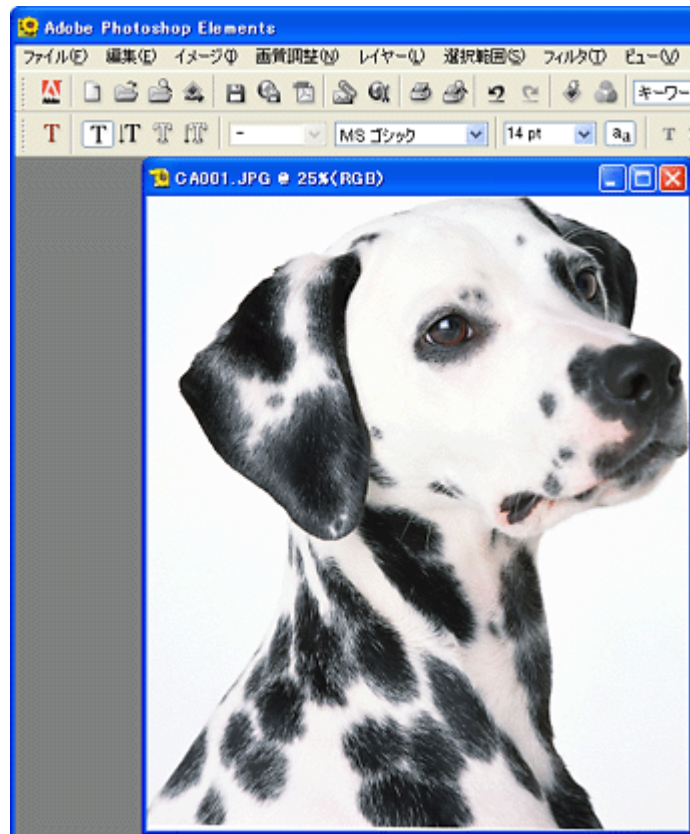 Adobe Photoshop Elements
ファイル(F) 編集(E) イメージ(I) 画質調整(N) レイヤー(L) 選択範囲(S) フィルタ(T) ビュー(V)
キーワー
T T T T T - MS ゴシック 14 pt aa T
CA001.JPG @ 25%(RGB)